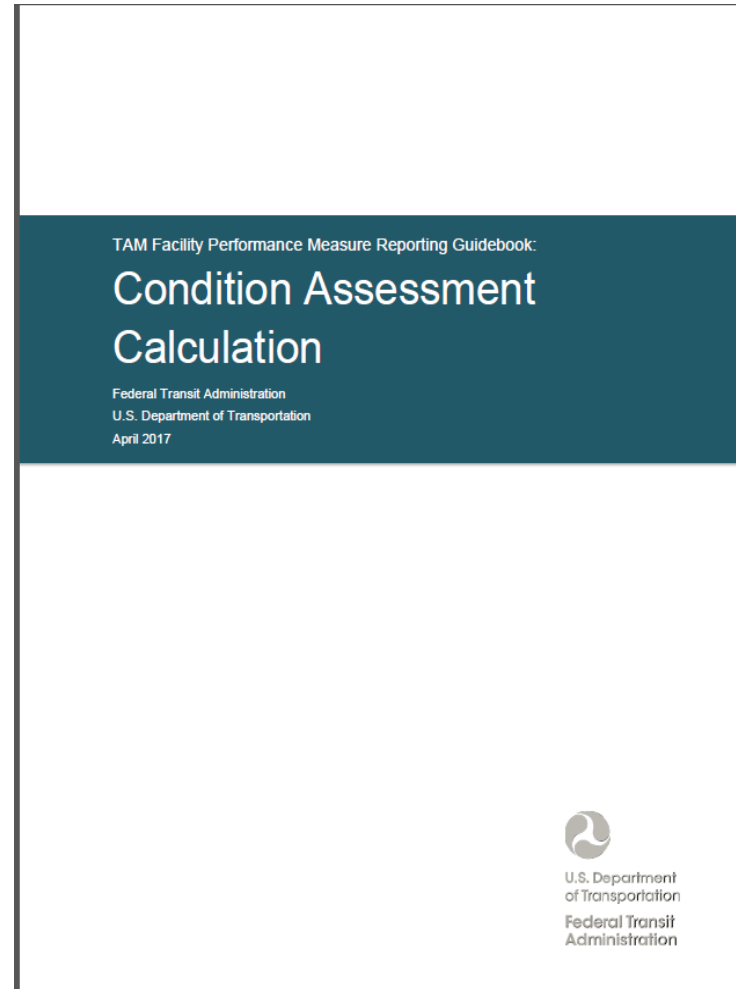 TAM Facility Performance Measure Reporting Guidebook:
Condition Assessment
Calculation
Federal Transit Administration
U.S. Department of Transportation
April 2017
U.S. Department
of Transportation
Federal Transit
Administration